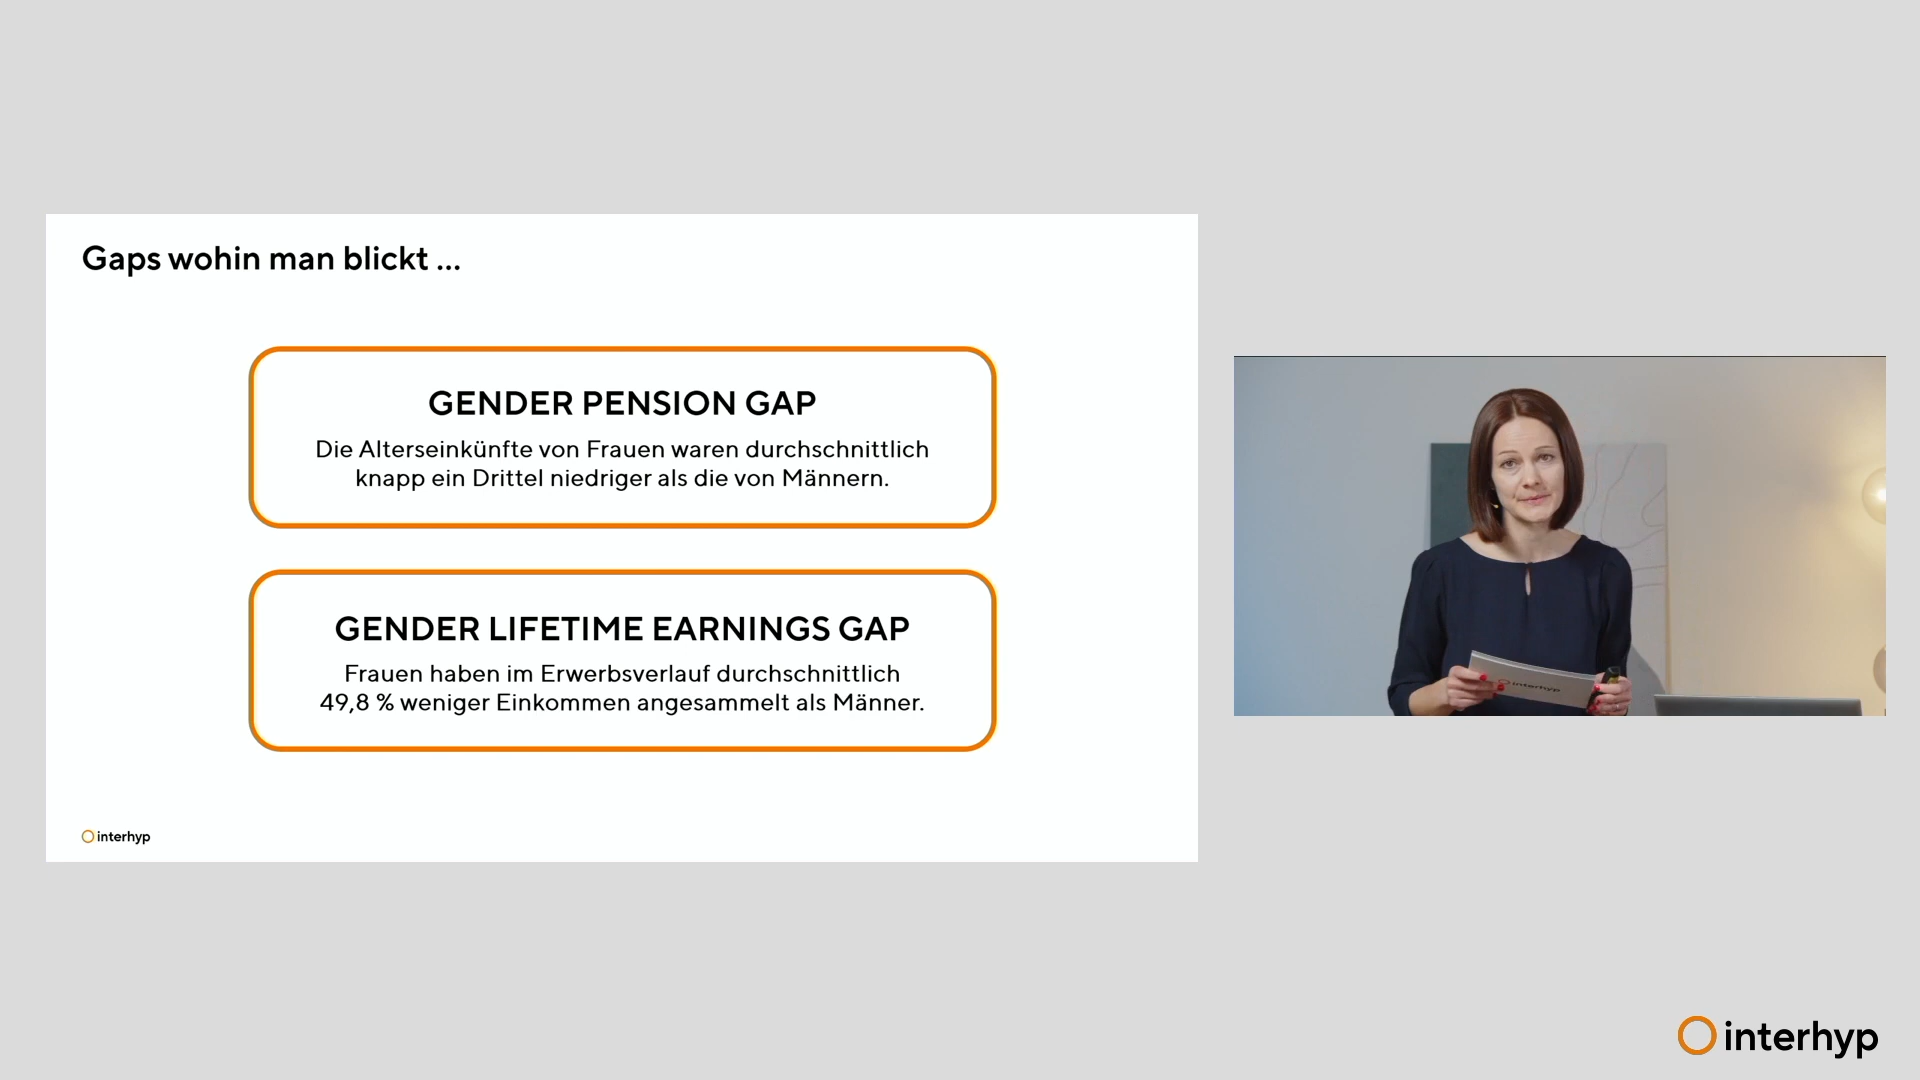 Gaps wohin man blickt ...
GENDER PENSION GAP
Die Alterseinkünfte von Frauen waren durchschnittlich
knapp ein Drittel niedriger als die von Männern.
GENDER LIFETIME EARNINGS GAP
Frauen haben im Erwerbsverlauf durchschnittlich
49,8 % weniger Einkommen angesammelt als Männer.
interhyp
interhyp
interhyp